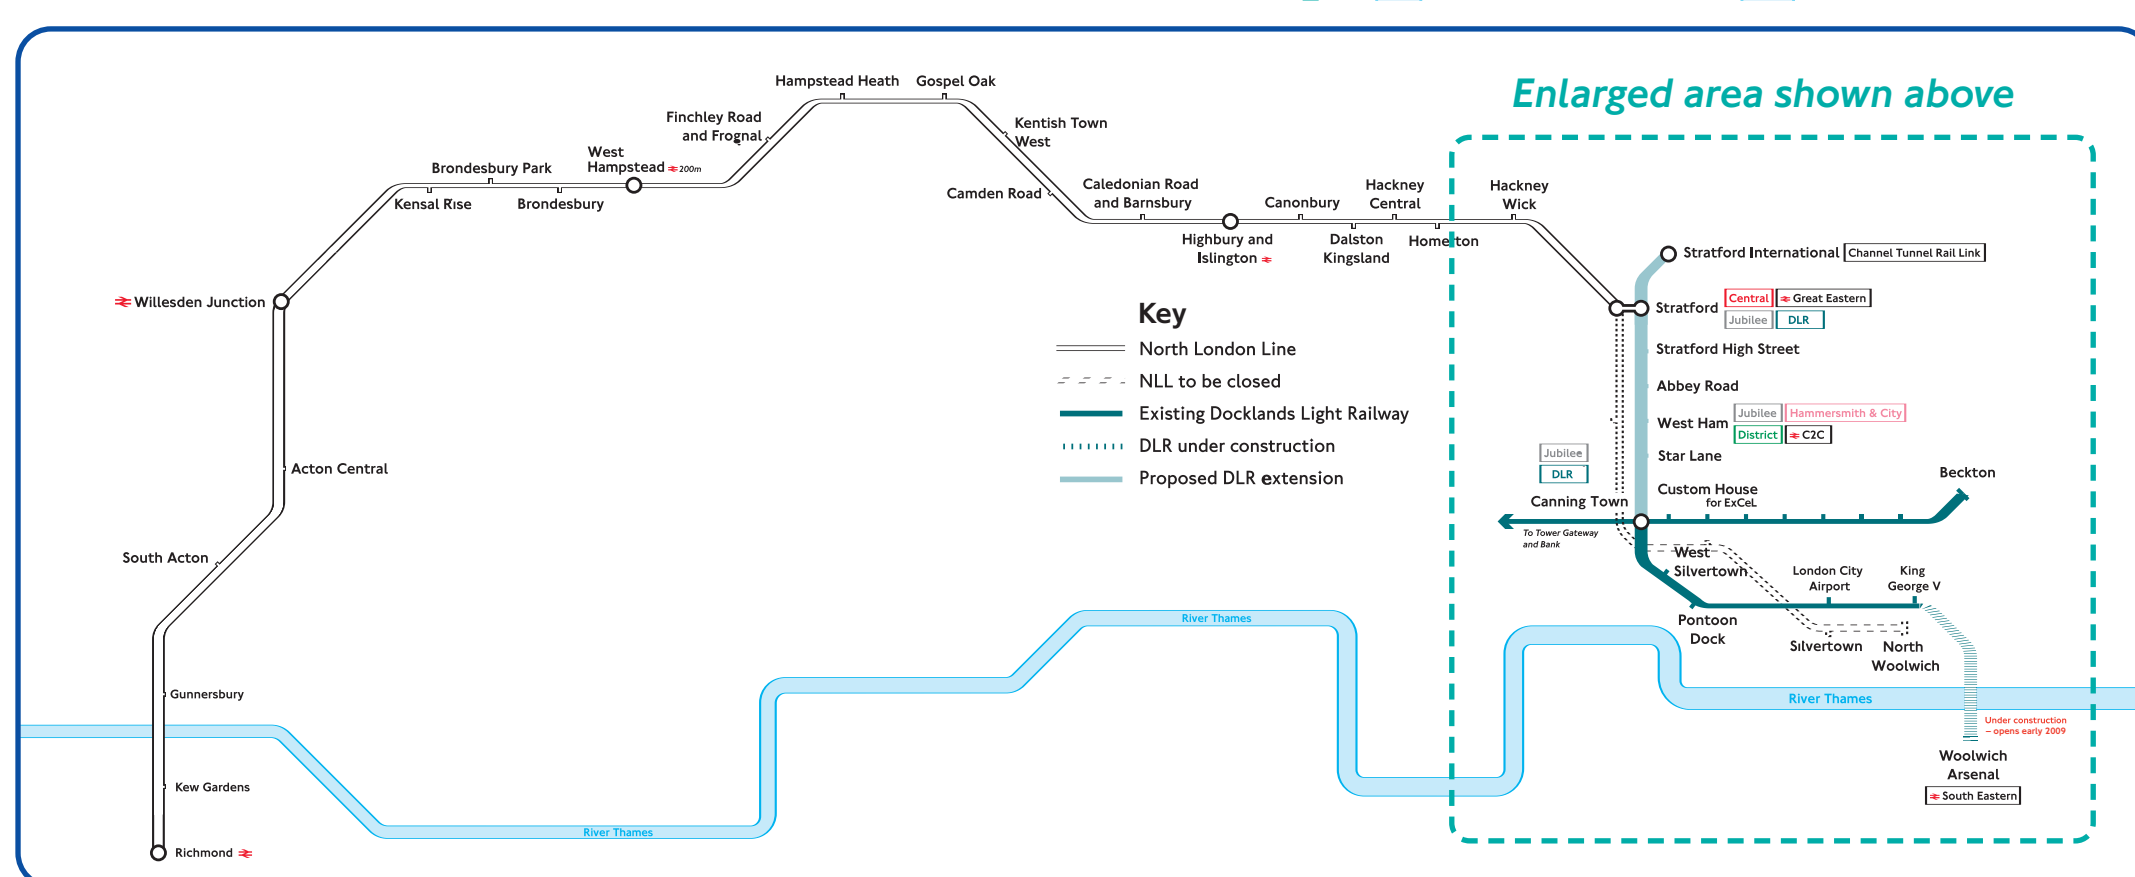 Enlarged area shown above
Hampstead Heath
Gospel Oak
Finchley Road
and Frognal
Kentish Town
West
West
Hampstead 200m
Brondesbury Park
Kensal Rise
Brondesbury
Camden Road
Caledonian Road
and Barnsbury
Highbury and
Islington
Canonbury
Dalston
Kingsland
Hackney
Central
Homerton
Hackney
Wick
Willesden Junction
Acton Central
South Acton
Gunnersbury
Kew Gardens
Richmond
Key
North London Line
NLL to be closed
Existing Docklands Light Railway
DLR under construction
Proposed DLR extension
Stratford International Channel Tunnel Rail Link
Stratford Central Great Eastern
Jubilee DLR
Stratford High Street
Abbey Road
West Ham Jubilee Hammersmith & City
District C2C
Star Lane
Jubilee
DLR
Canning Town
To Tower Gateway
and Bank
Custom House
for ExCeL
Beckton
West
Silvertown
London City
Airport
King
George V
Pontoon
Dock
Silvertown
North
Woolwich
River Thames
River Thames
River Thames
Under construction
– opens early 2009
Woolwich
Arsenal
South Eastern